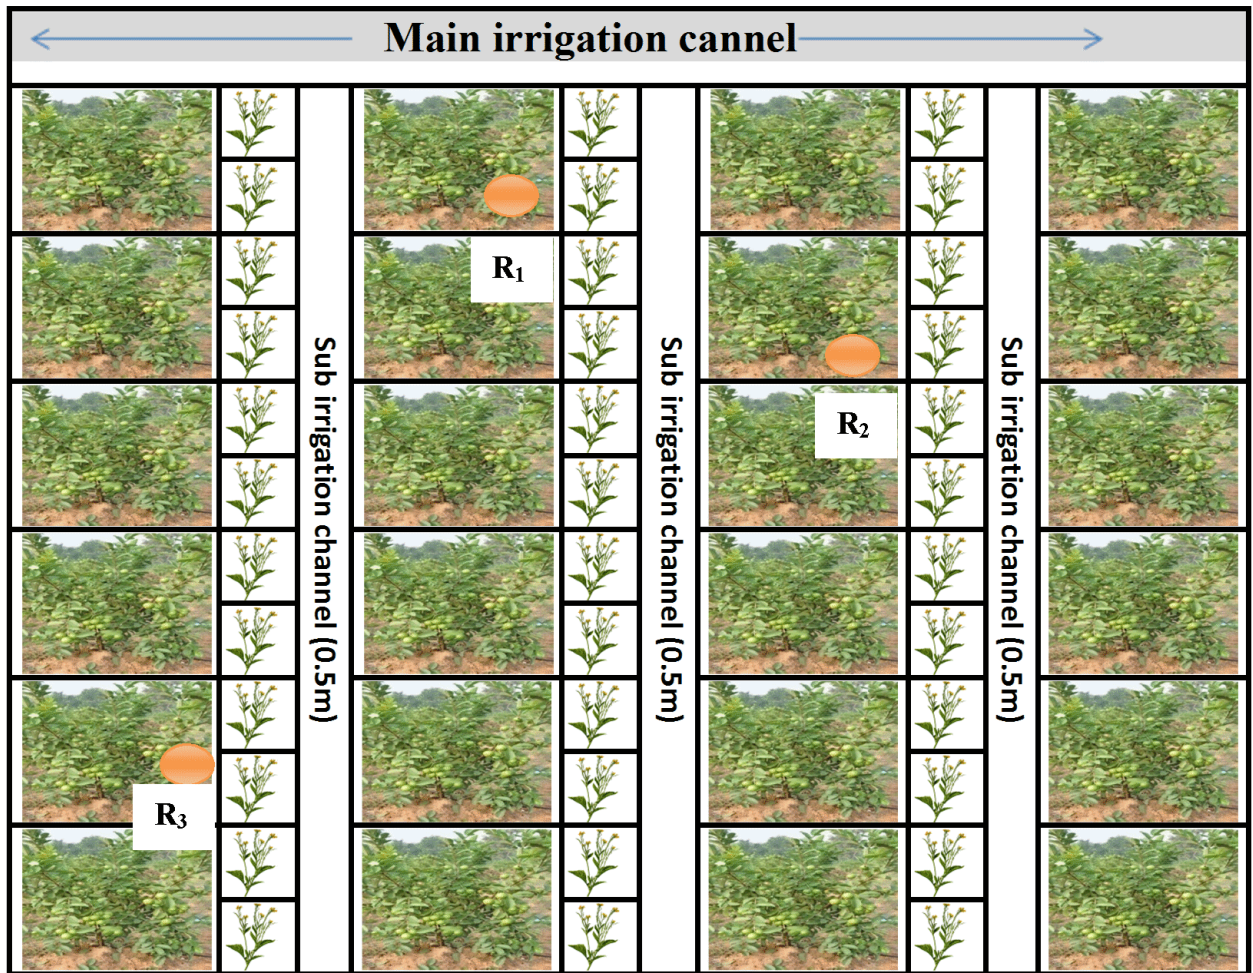 Main irrigation cannel
R₁
R₂
R₃
Sub irrigation channel (0.5m)
Sub irrigation channel (0.5m)
Sub irrigation channel (0.5m)